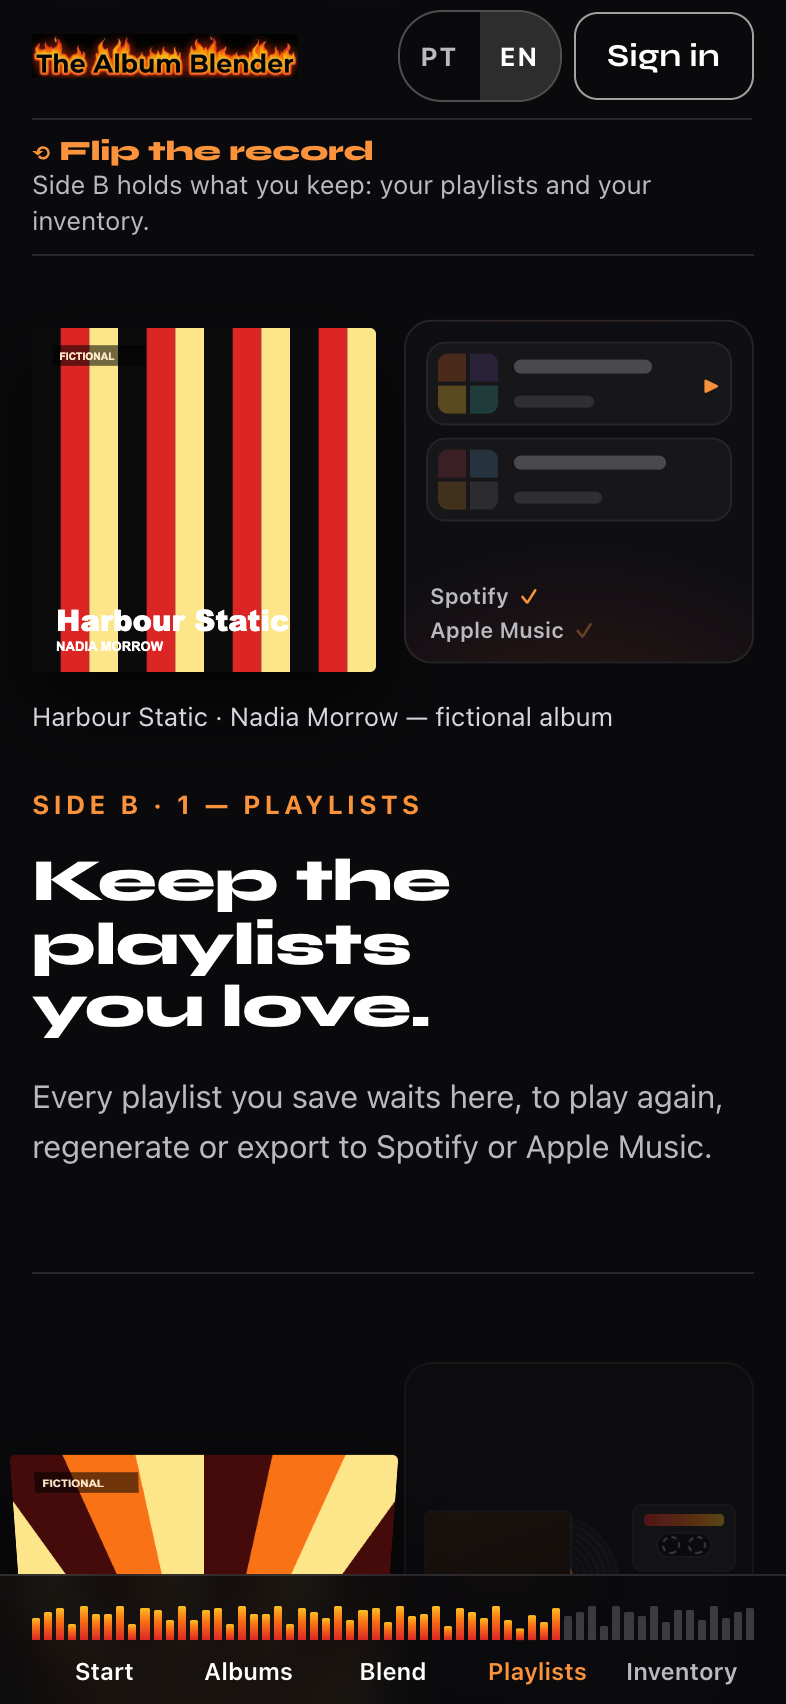 The Album Blender
PT
EN
Sign in
⟲ Flip the record
Side B holds what you keep: your playlists and your
inventory.
FICTIONAL
Harbour Static
NADIA MORROW
Spotify ✓
Apple Music ✓
Harbour Static · Nadia Morrow — fictional album
SIDE B · 1 — PLAYLISTS
Keep the
playlists
you love.
Every playlist you save waits here, to play again,
regenerate or export to Spotify or Apple Music.
FICTIONAL
Start
Albums
Blend
Playlists
Inventory